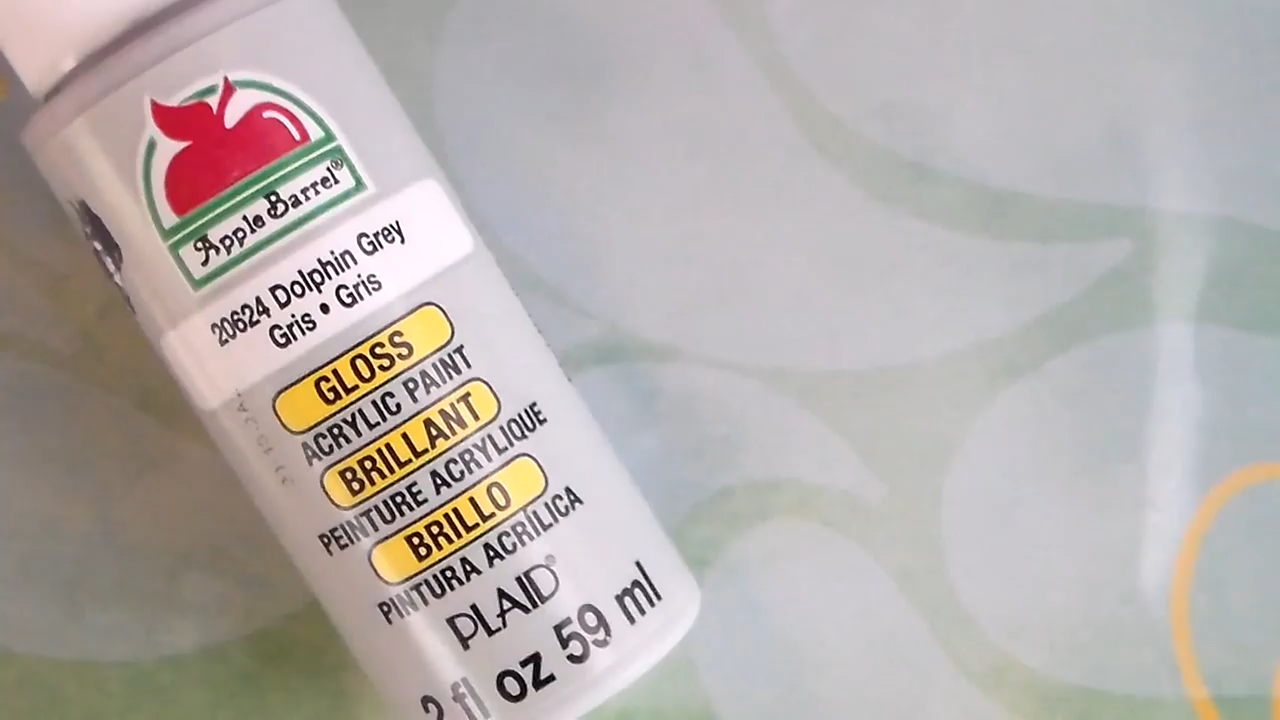 Apple Barrel®
20624 Dolphin Grey
Gris • Gris
GLOSS
ACRYLIC PAINT
BRILLANT
PEINTURE ACRYLIQUE
BRILLO
PINTURA ACRÍLICA
PLAID®
2 fl oz 59 ml